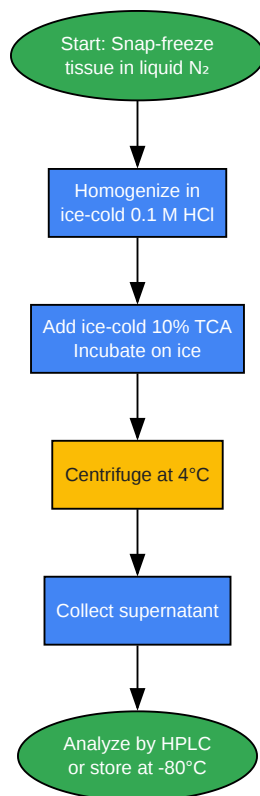 Start: Snap-freeze
tissue in liquid N₂
Homogenize in
ice-cold 0.1 M HCl
Add ice-cold 10% TCA
Incubate on ice
Centrifuge at 4°C
Collect supernatant
Analyze by HPLC
or store at -80°C